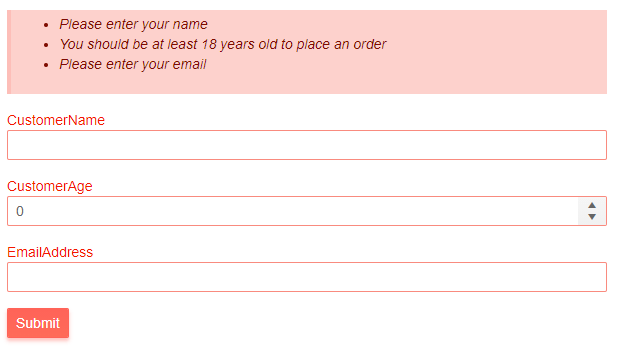 Please enter your name
You should be at least 18 years old to place an order
Please enter your email
CustomerName
CustomerAge
0
EmailAddress
Submit